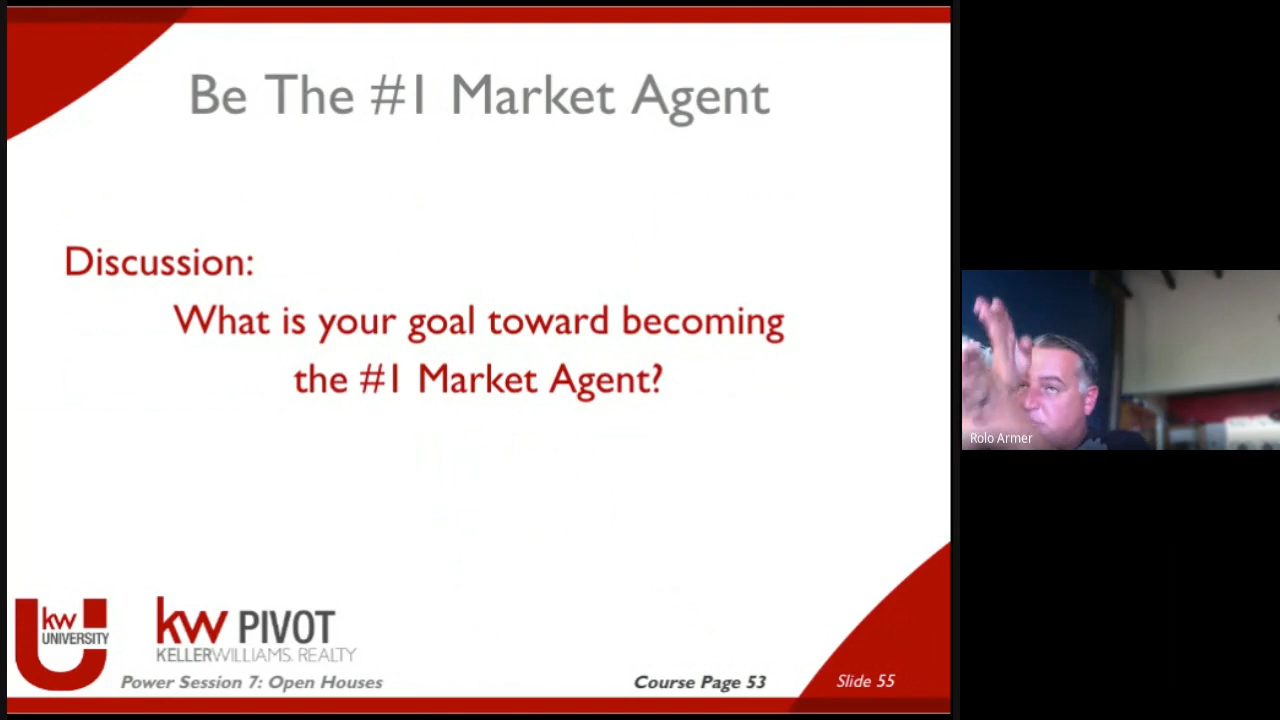 Be The #1 Market Agent
Discussion:
What is your goal toward becoming
the #1 Market Agent?
Rolo Armer
kw
UNIVERSITY
kw PIVOT
KELLERWILLIAMS. REALTY
Power Session 7: Open Houses
Course Page 53
Slide 55